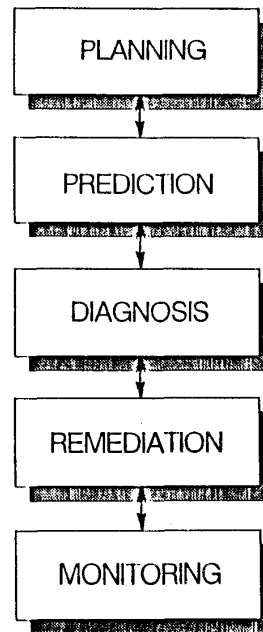 PLANNING
PREDICTION
DIAGNOSIS
REMEDIATION
MONITORING